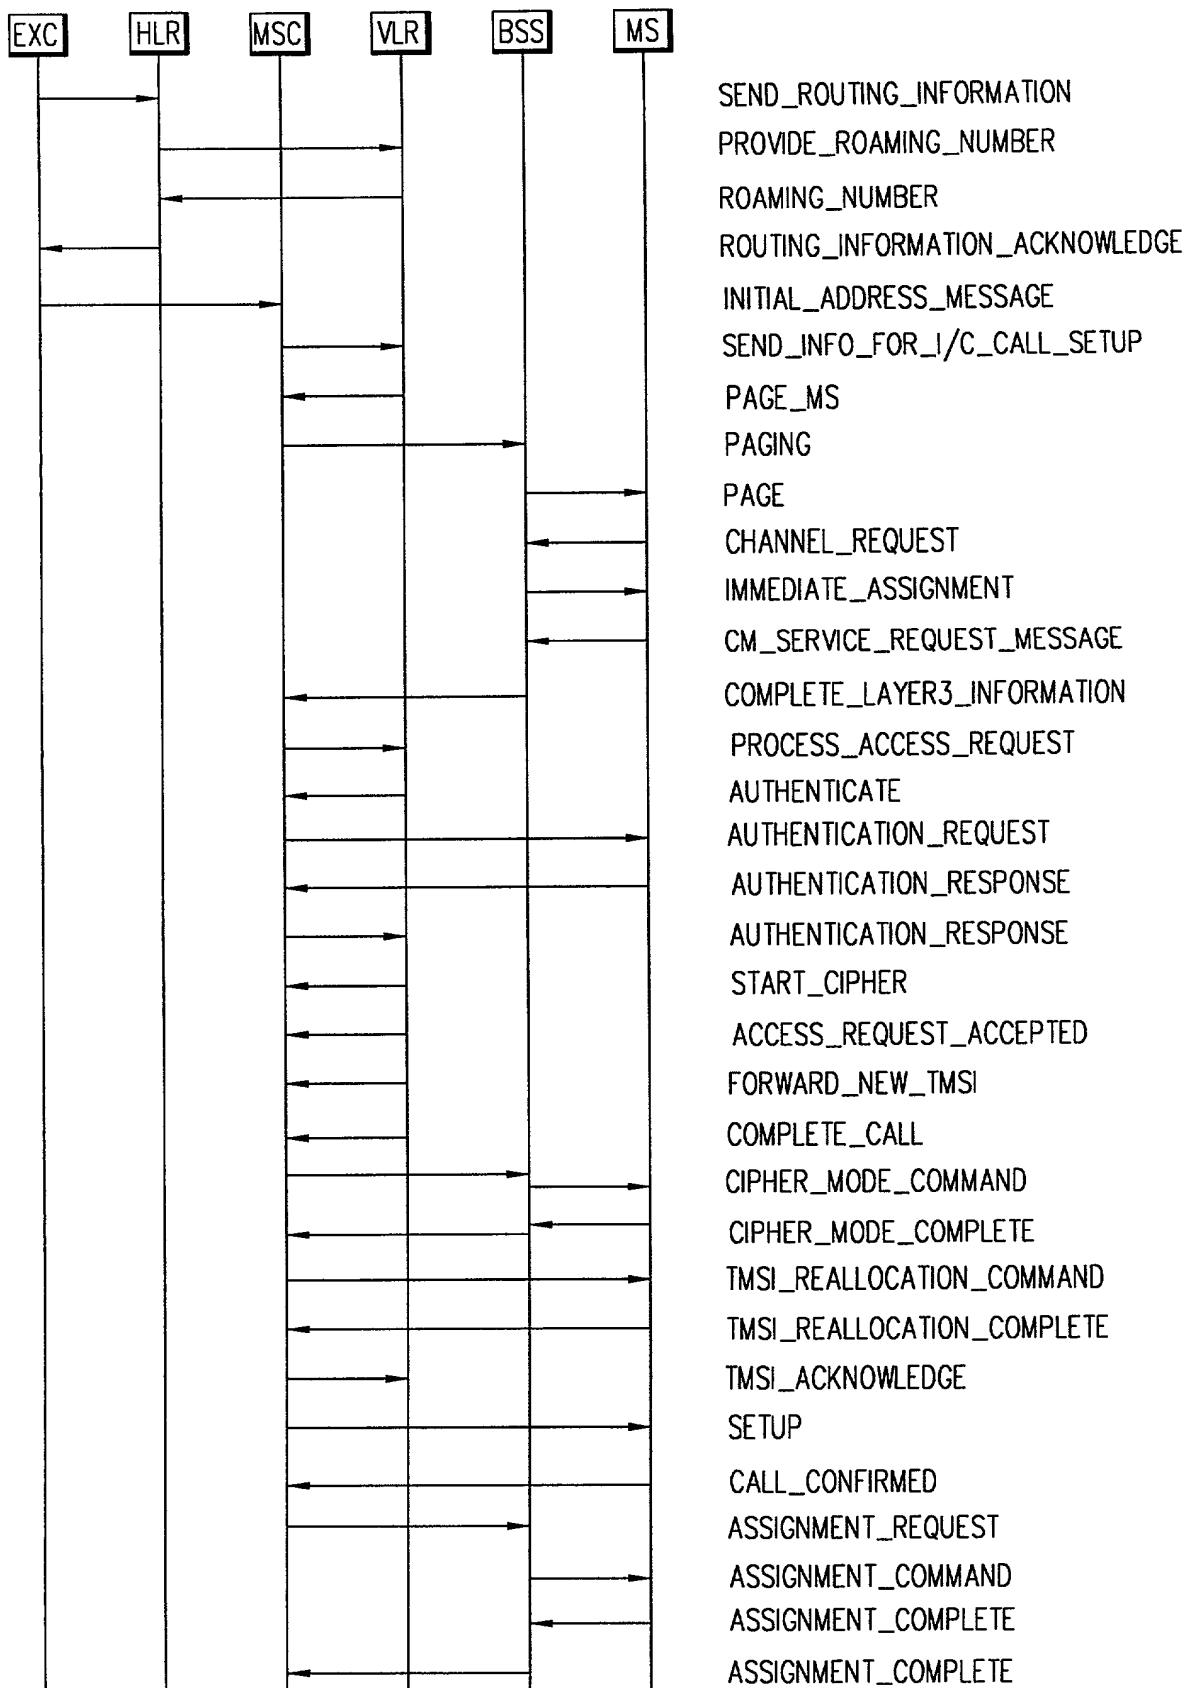 EXC HLR MSC VLR BSS MS
SEND_ROUTING_INFORMATION
PROVIDE_ROAMING_NUMBER
ROAMING_NUMBER
ROUTING_INFORMATION_ACKNOWLEDGE
INITIAL_ADDRESS_MESSAGE
SEND_INFO_FOR_I/C_CALL_SETUP
PAGE_MS
PAGING
PAGE
CHANNEL_REQUEST
IMMEDIATE_ASSIGNMENT
CM_SERVICE_REQUEST_MESSAGE
COMPLETE_LAYER3_INFORMATION
PROCESS_ACCESS_REQUEST
AUTHENTICATE
AUTHENTICATION_REQUEST
AUTHENTICATION_RESPONSE
AUTHENTICATION_RESPONSE
START_CIPHER
ACCESS_REQUEST_ACCEPTED
FORWARD_NEW_TMSI
COMPLETE_CALL
CIPHER_MODE_COMMAND
CIPHER_MODE_COMPLETE
TMSI_REALLOCATION_COMMAND
TMSI_REALLOCATION_COMPLETE
TMSI_ACKNOWLEDGE
SETUP
CALL_CONFIRMED
ASSIGNMENT_REQUEST
ASSIGNMENT_COMMAND
ASSIGNMENT_COMPLETE
ASSIGNMENT_COMPLETE